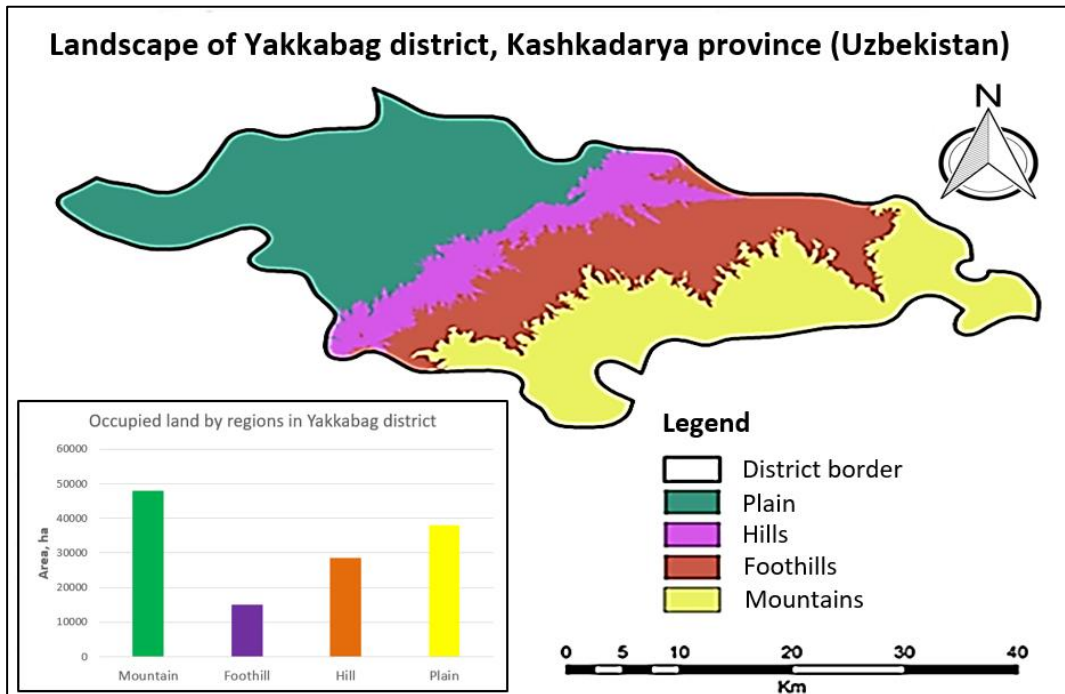 Landscape of Yakkabag district, Kashkadarya province (Uzbekistan)
N
Occupied land by regions in Yakkabag district
60000
50000
40000
30000
20000
10000
0
Area, ha
Mountain Foothill Hill Plain
Legend
District border
Plain
Hills
Foothills
Mountains
0 5 10 20 30 40
Km